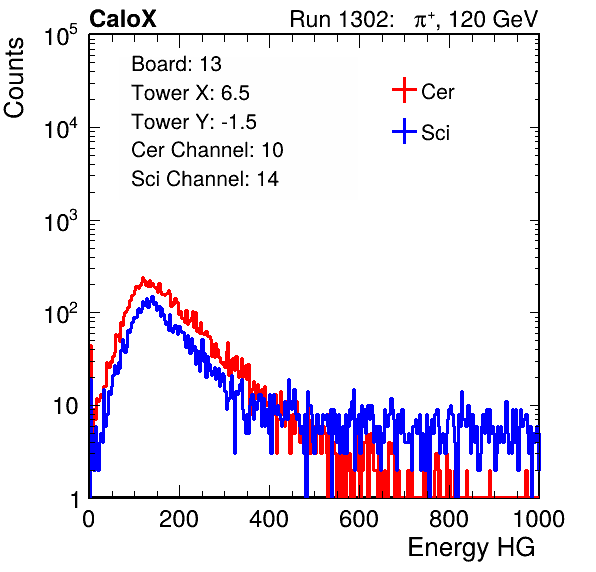 CaloX Run 1302: π⁺, 120 GeV
Board: 13
Tower X: 6.5
Tower Y: -1.5
Cer Channel: 10
Sci Channel: 14
Cer
Sci
Counts
10⁵
10⁴
10³
10²
10
1
0 200 400 600 800 1000
Energy HG